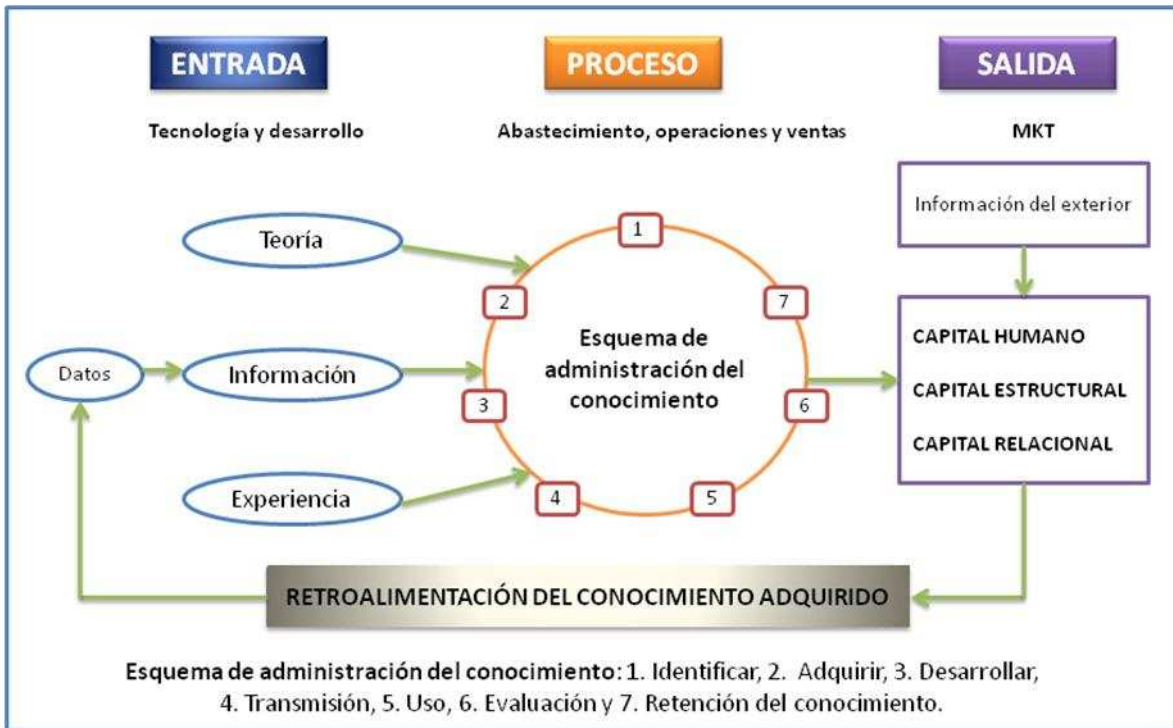 ENTRADA
PROCESO
SALIDA
Tecnología y desarrollo
Abastecimiento, operaciones y ventas
MKT
Información del exterior
Teoría
1
2
7
Esquema de
administración del
conocimiento
Datos
Información
3
6
CAPITAL HUMANO
CAPITAL ESTRUCTURAL
CAPITAL RELACIONAL
Experiencia
4
5
RETROALIMENTACIÓN DEL CONOCIMIENTO ADQUIRIDO
Esquema de administración del conocimiento: 1. Identificar, 2. Adquirir, 3. Desarrollar,
4. Transmisión, 5. Uso, 6. Evaluación y 7. Retención del conocimiento.